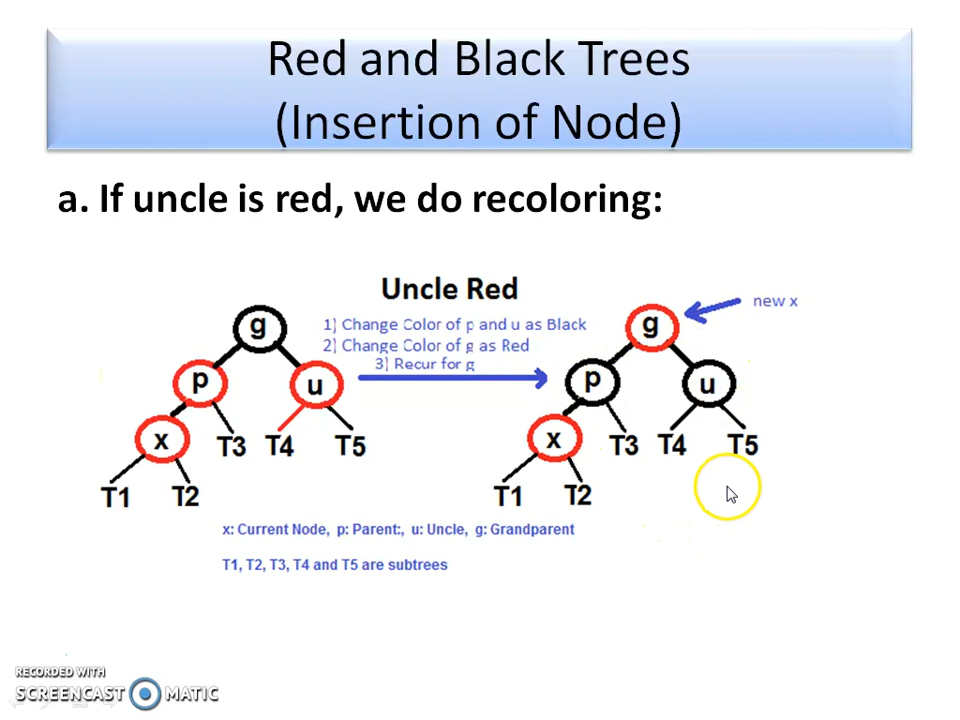 Red and Black Trees
(Insertion of Node)
a. If uncle is red, we do recoloring:
Uncle Red
1) Change Color of p and u as Black
2) Change Color of g as Red
3) Recur for g
new x
g
p
u
x
T3
T4
T5
T1
T2
g
p
u
x
T3
T4
T5
T1
T2
x: Current Node, p: Parent:, u: Uncle, g: Grandparent
T1, T2, T3, T4 and T5 are subtrees
RECORDED WITH
SCREENCAST MATIC